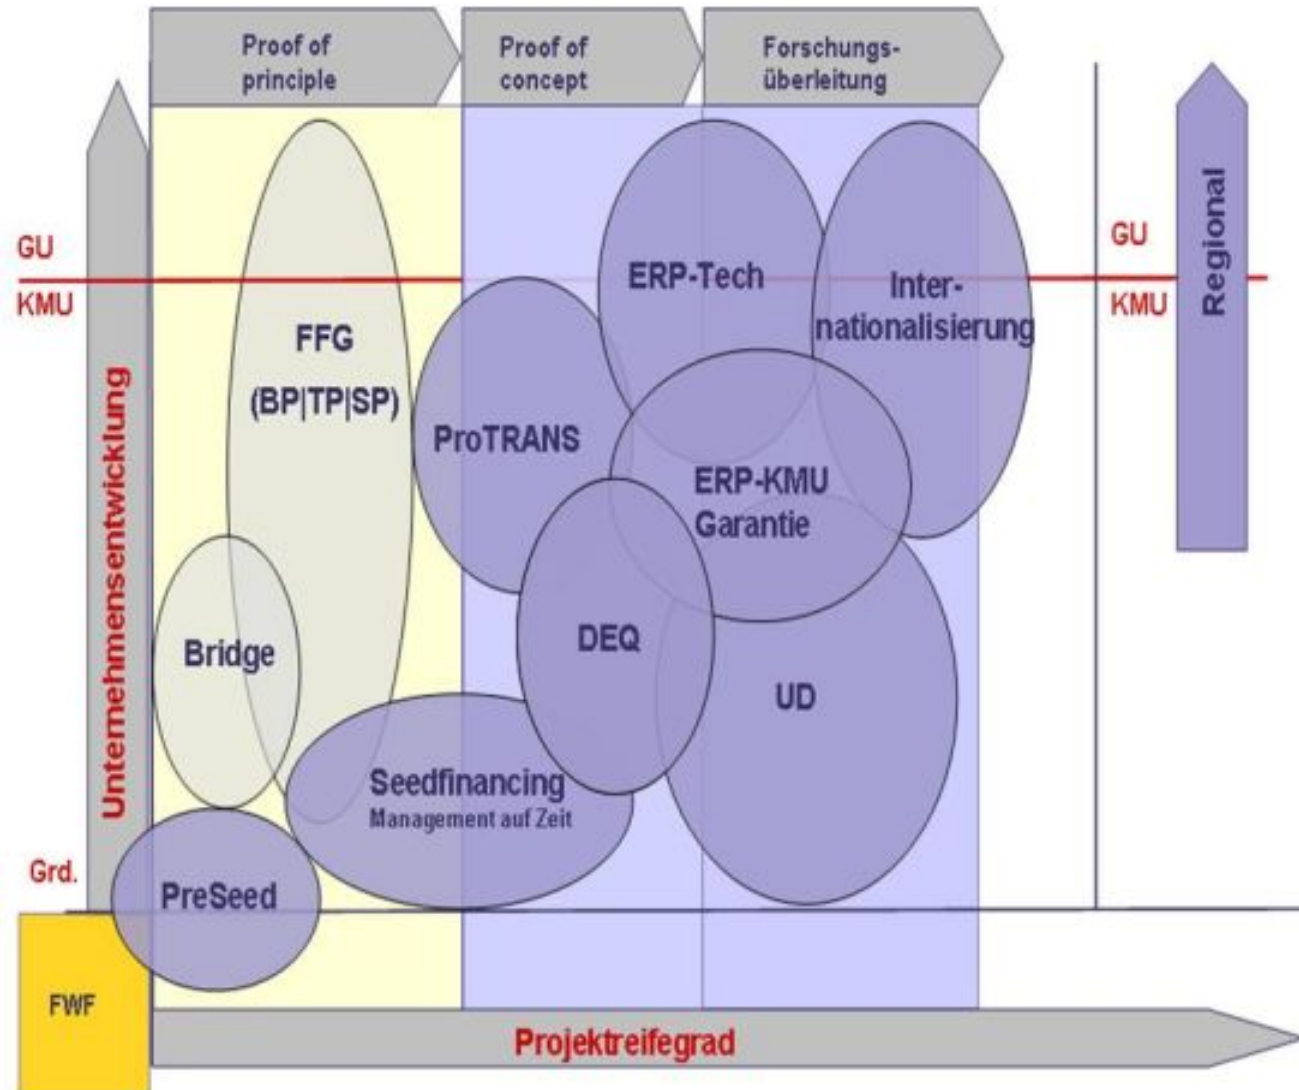 Proof of
principle
Proof of
concept
Forschungs-
überleitung
Regional
GU
KMU
GU
KMU
Unternehmensentwicklung
FFG
(BP|TP|SP)
ERP-Tech
Inter-
nationalisierung
ProTRANS
ERP-KMU
Garantie
Bridge
DEQ
UD
Seedfinancing
Management auf Zeit
Grd.
PreSeed
FWF
Projektreifegrad